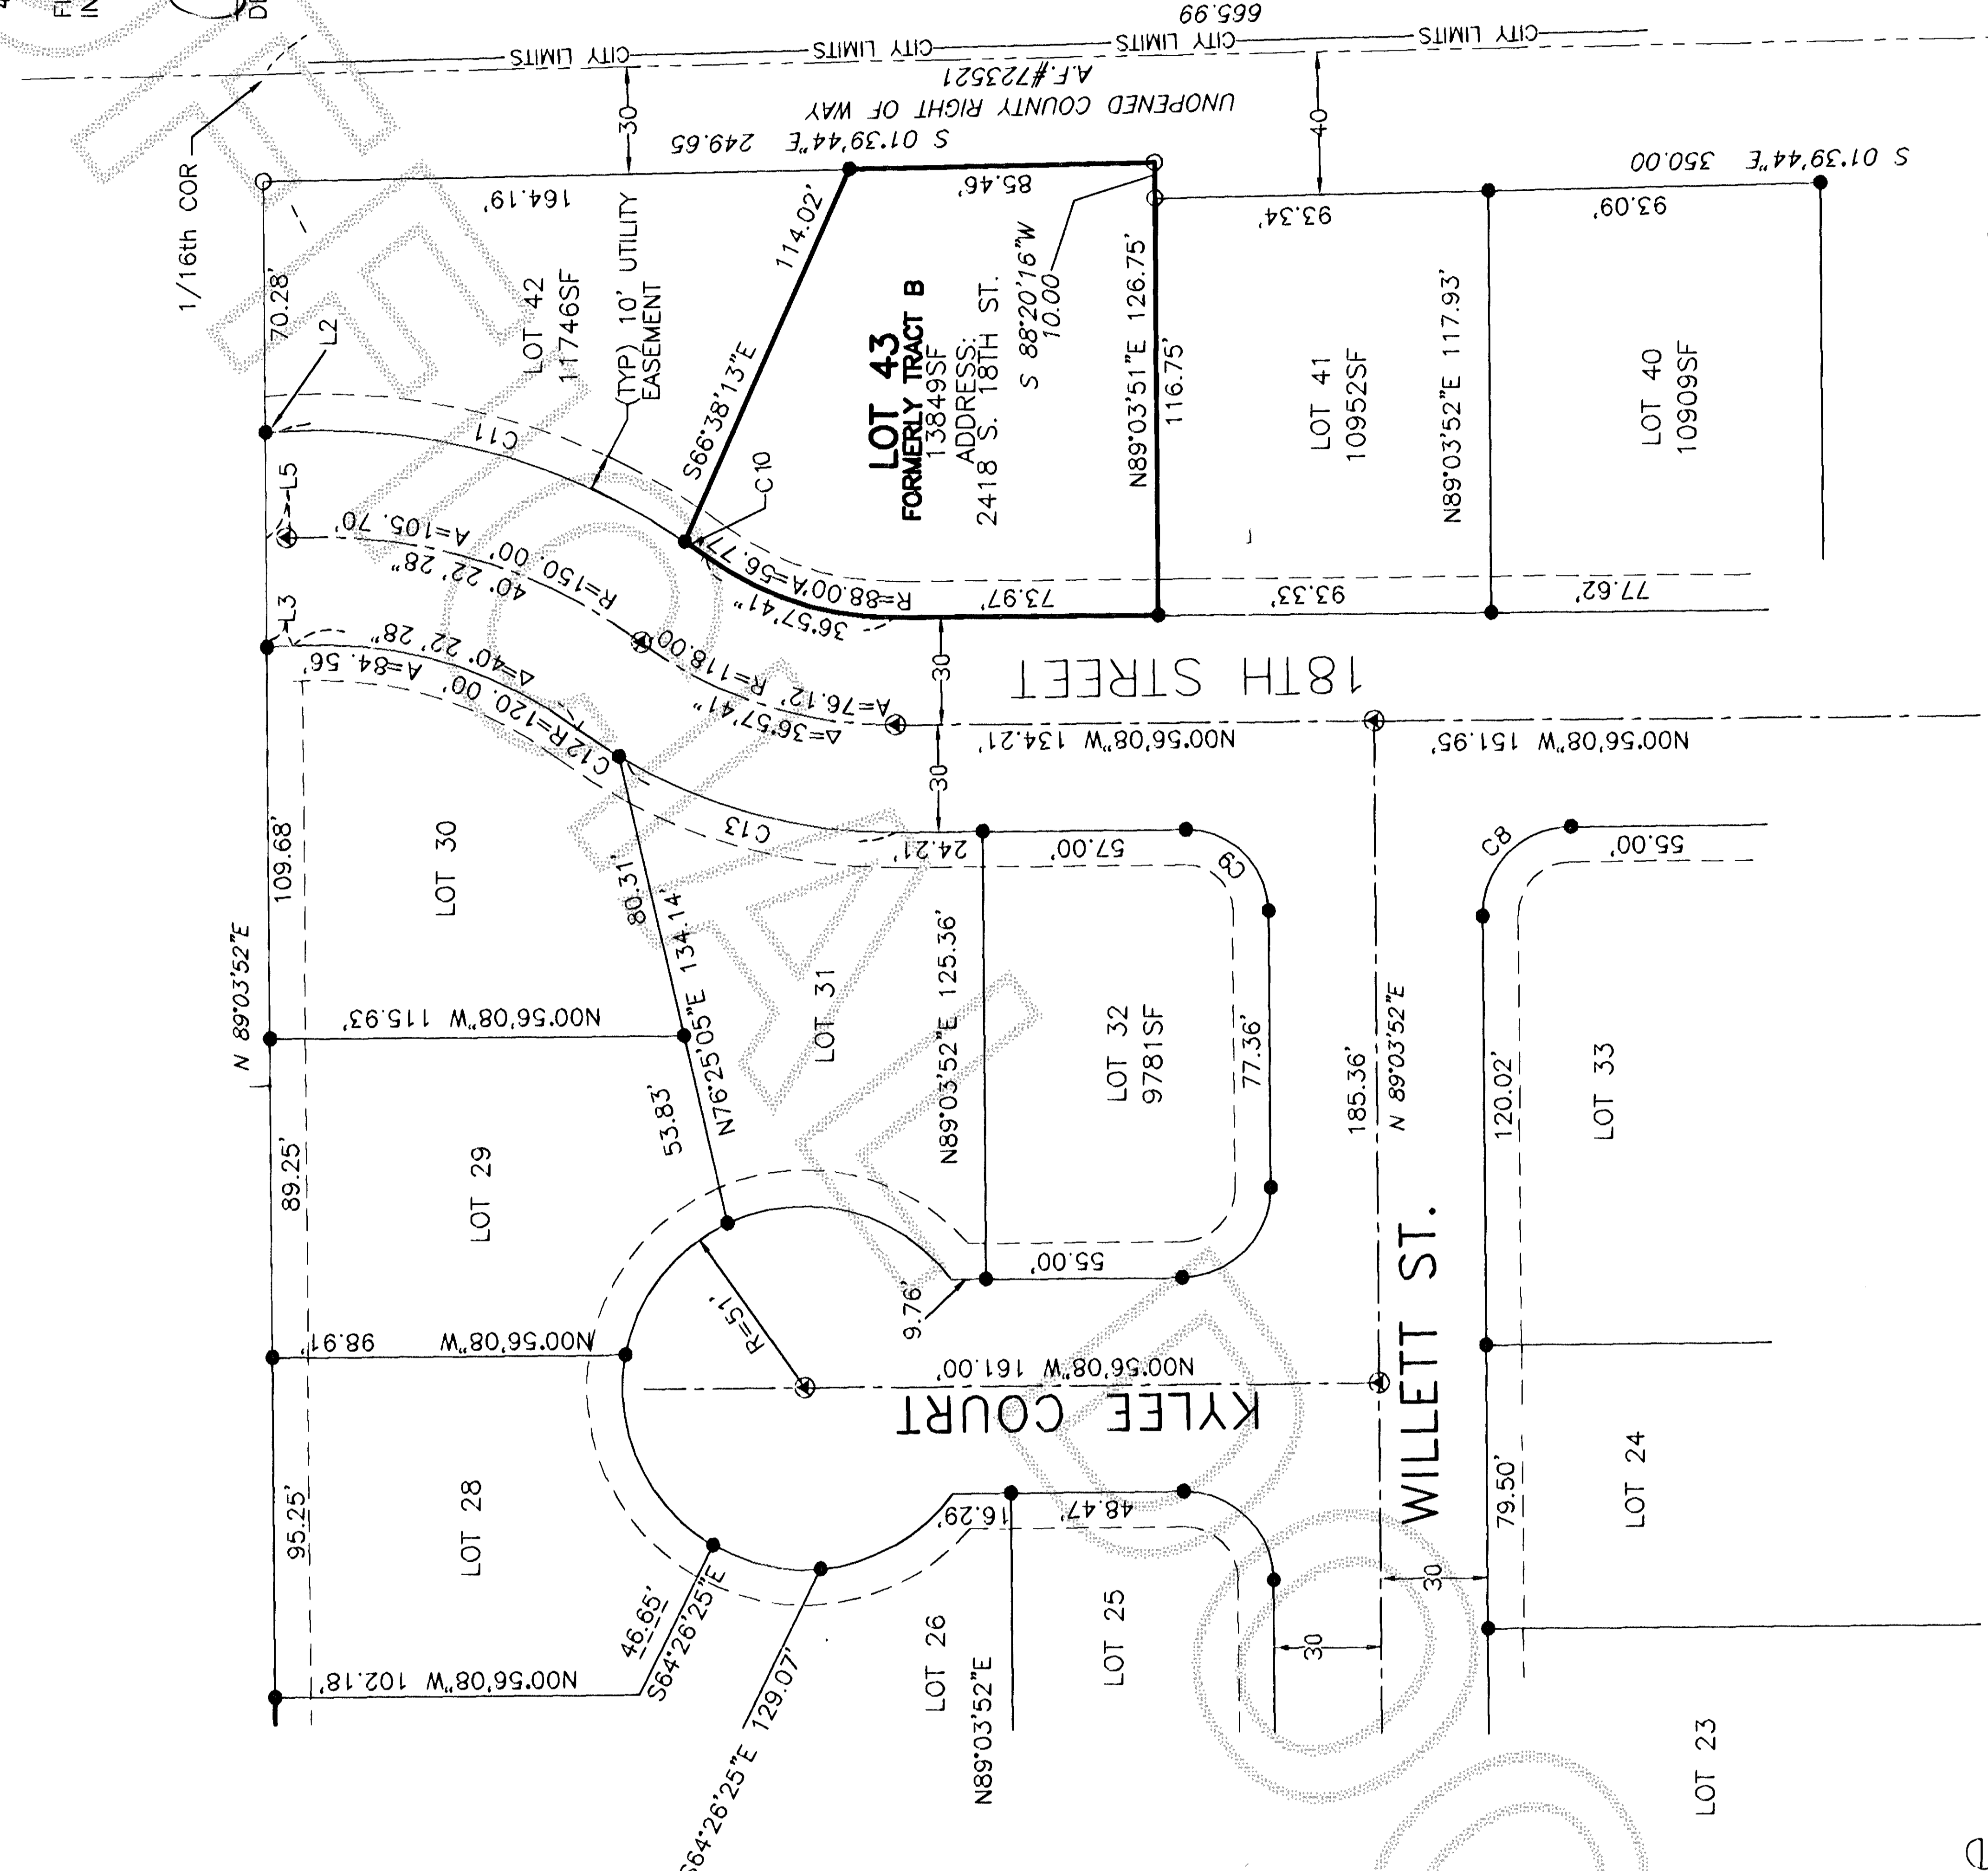 1/16th COR
CITY LIMITS
CITY LIMITS
CITY LIMITS
CITY LIMITS
665.99
A.F.#723521
UNOPENED COUNTY RIGHT OF WAY
30
40
S 01°39'44"E 249.65
S 01°39'44"E 350.00
164.19'
85.46'
93.34'
93.09'
70.28'
L2
LOT 42
11746SF
(TYP) 10' UTILITY
EASEMENT
114.02'
S66°38'13"E
C11
C10
LOT 43
FORMERLY TRACT B
13849SF
ADDRESS:
2418 S. 18TH ST.
S 88°20'16"W
10.00
N89°03'51"E 126.75'
116.75'
LOT 41
10952SF
N89°03'52"E 117.93'
LOT 40
10909SF
L5
A=105.70'
R=150.00'
40°22'28"
R=88.00'
A=56.77'
36°57'41"
73.97'
93.33'
77.62'
L3
Δ=40°22'28"
A=84.56'
R=120.00'
C12
R=118.00'
A=76.12'
Δ=36°57'41"
30
18TH STREET
N00°56'08"W 134.21'
N00°56'08"W 151.95'
30
C13
24.21'
57.00'
C9
C8
55.00'
109.68'
LOT 30
80.31'
N76°25'05"E 134.14'
53.83'
N 89°03'52"E
N00°56'08"W 115.93'
LOT 31
N89°03'52"E 125.36'
LOT 32
9781SF
77.36'
185.36'
N 89°03'52"E
120.02'
LOT 33
89.25'
LOT 29
55.00'
9.76'
R=51'
N00°56'08"W 98.91'
N00°56'08"W 161.00'
KYLEE COURT
WILLETT ST.
95.25'
LOT 28
16.29'
48.47'
79.50'
LOT 24
30
30
46.65'
S64°26'25"E
N00°56'08"W 102.18'
S64°26'25"E 129.07'
LOT 26
N89°03'52"E
LOT 25
LOT 23